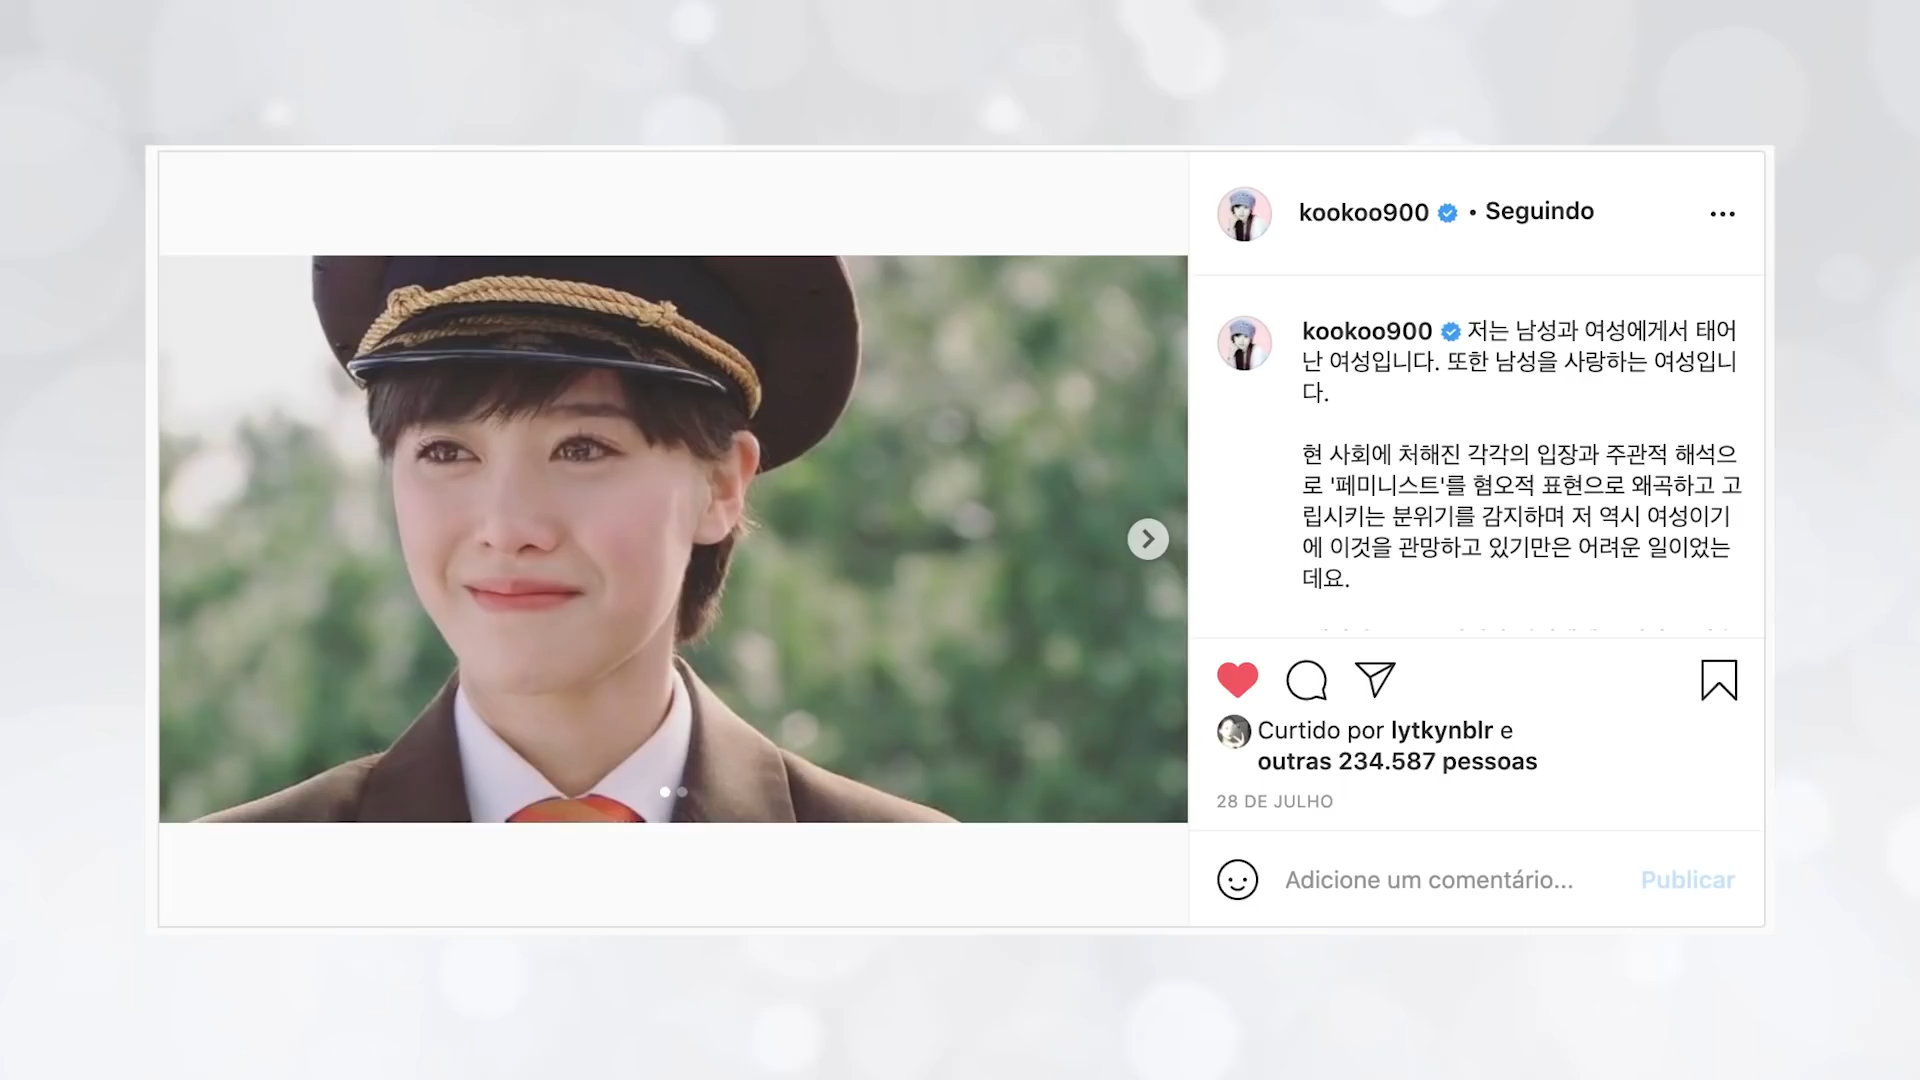 kookoo900 • Seguindo
kookoo900 저는 남성과 여성에게서 태어
난 여성입니다. 또한 남성을 사랑하는 여성입니
다.
현 사회에 처해진 각각의 입장과 주관적 해석으
로 '페미니스트'를 혐오적 표현으로 왜곡하고 고
립시키는 분위기를 감지하며 저 역시 여성이기
에 이것을 관망하고 있기만은 어려운 일이었는
데요.
Curtido por lytkynblr e
outras 234.587 pessoas
28 DE JULHO
Adicione um comentário...
Publicar